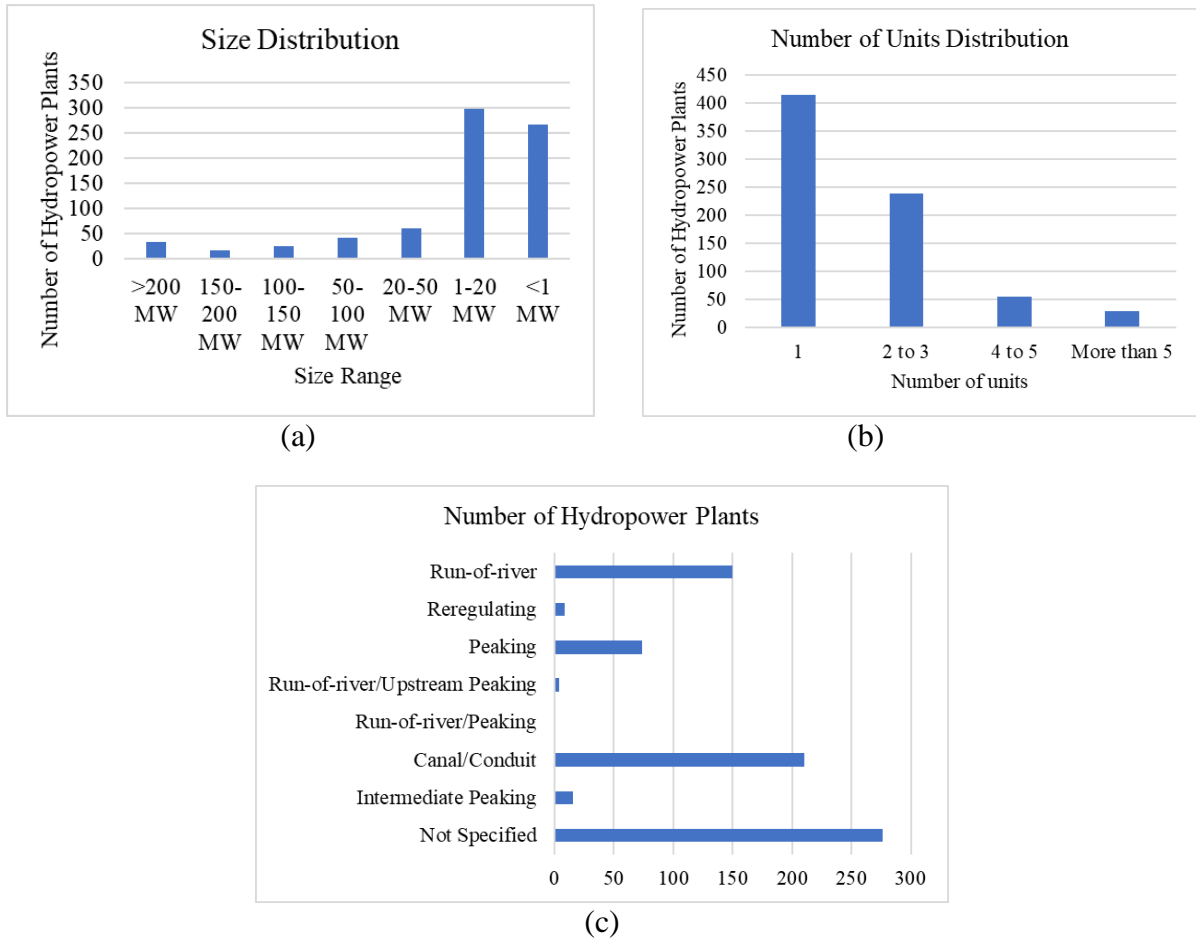 Size Distribution
Number of Hydropower Plants
350
300
250
200
150
100
50
0
>200 150- 100- 50- 20-50 1-20 <1
MW 200 150 100 MW MW MW
MW MW MW
Size Range
(a)
Number of Units Distribution
Number of Hydropower Plants
450
400
350
300
250
200
150
100
50
0
1 2 to 3 4 to 5 More than 5
Number of units
(b)
Number of Hydropower Plants
Run-of-river
Reregulating
Peaking
Run-of-river/Upstream Peaking
Run-of-river/Peaking
Canal/Conduit
Intermediate Peaking
Not Specified
0 50 100 150 200 250 300
(c)